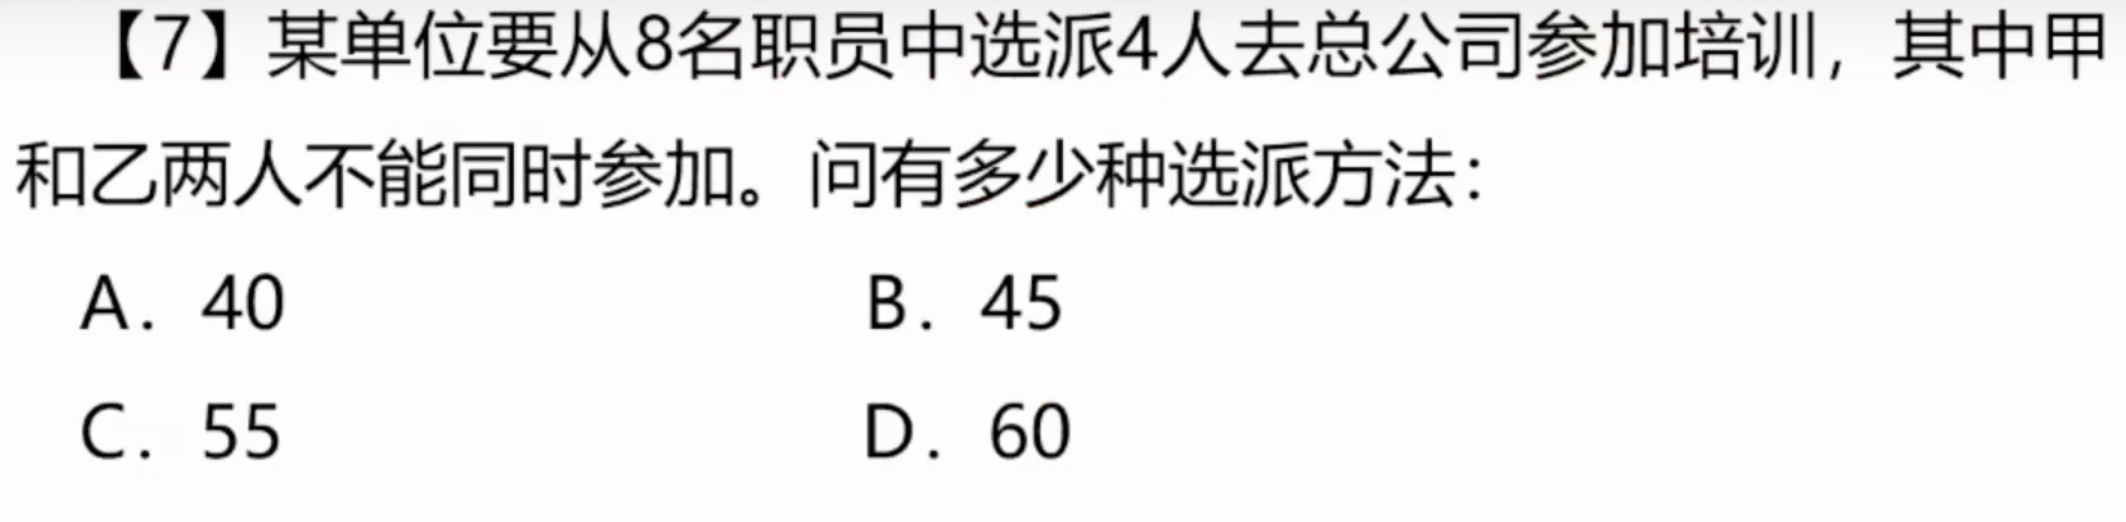 【7】某单位要从8名职员中选派4人去总公司参加培训，其中甲
和乙两人不能同时参加。问有多少种选派方法：
A．40 B．45
C．55 D．60